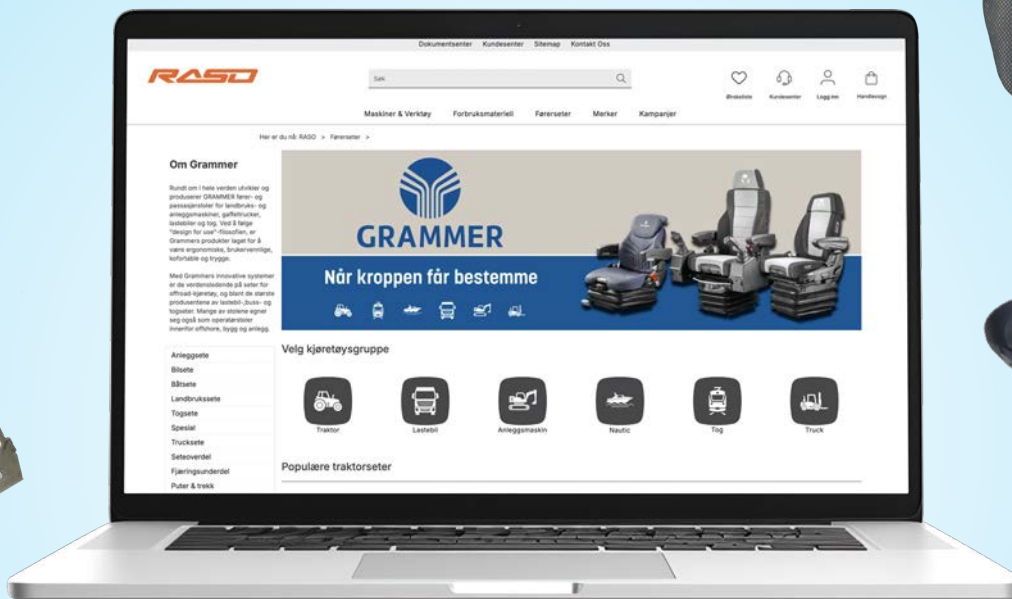 Dokumentsenter Kundesenter Sitemap Kontakt Oss
RASO
Søk
Ønskeliste Kundesenter Logg inn Handlevogn
Maskiner & Verktøy Forbruksmateriell Førerseter Merker Kampanjer
Her er du nå: RASO > Førerseter >
Om Grammer
Rundt om i hele verden utvikler og
produserer GRAMMER fører- og
passasjerstoler for landbruks- og
anleggsmaskiner, gaffeltrucker,
lastebiler og tog. Ved å følge
"design for use"-filosofien, er
Grammers produkter laget for å
være ergonomiske, brukervennlige,
kofortable og trygge.
Med Grammers innovative systemer
er de verdensledende på seter for
offroad-kjøretøy, og blant de største
produsentene av lastebil-,buss- og
togseter. Mange av stolene egner
seg også som operatørstoler
innenfor offshore, bygg og anlegg.
GRAMMER
Når kroppen får bestemme
Anleggsete
Bilsete
Båtsete
Landbrukssete
Togsete
Spesial
Trucksete
Seteoverdel
Fjæringsunderdel
Puter & trekk
Velg kjøretøysgruppe
Traktor Lastebil Anleggsmaskin Nautic Tog Truck
Populære traktorseter